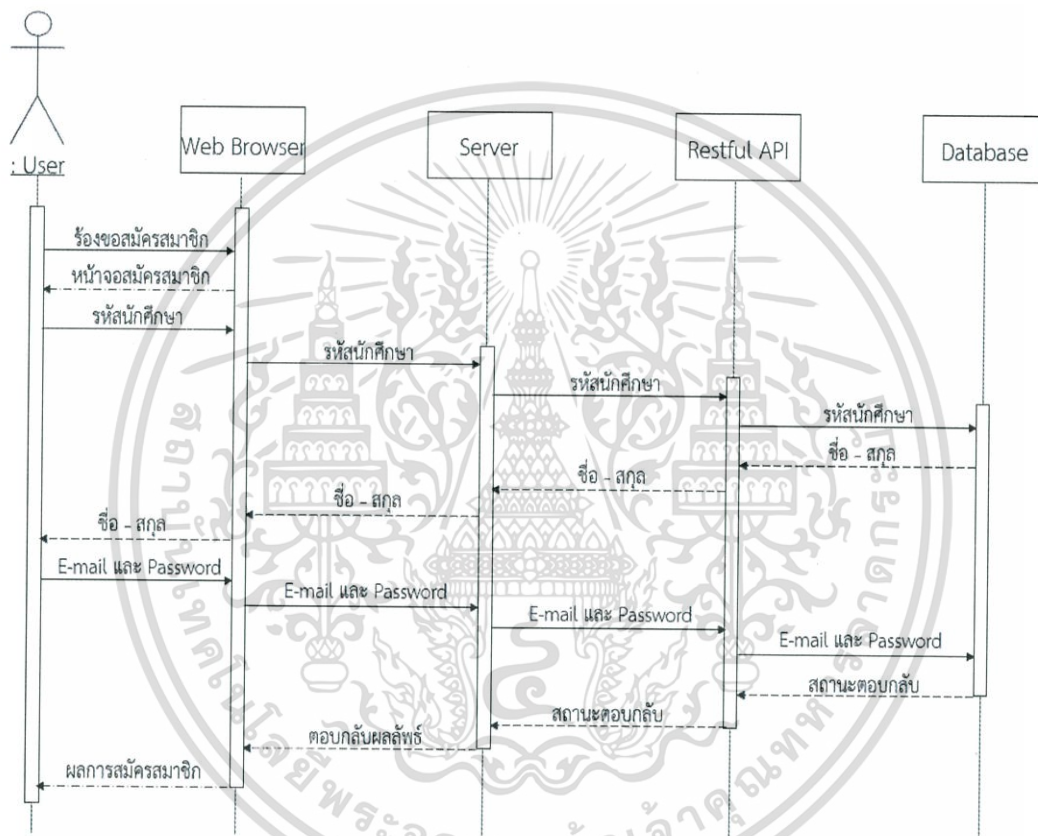 : User
Web Browser
Server
Restful API
Database
ร้องขอสมัครสมาชิก
หน้าจอสมัครสมาชิก
รหัสนักศึกษา
รหัสนักศึกษา
รหัสนักศึกษา
รหัสนักศึกษา
ชื่อ - สกุล
ชื่อ - สกุล
ชื่อ - สกุล
ชื่อ - สกุล
E-mail และ Password
E-mail และ Password
E-mail และ Password
E-mail และ Password
สถานะตอบกลับ
สถานะตอบกลับ
ตอบกลับผลลัพธ์
ผลการสมัครสมาชิก